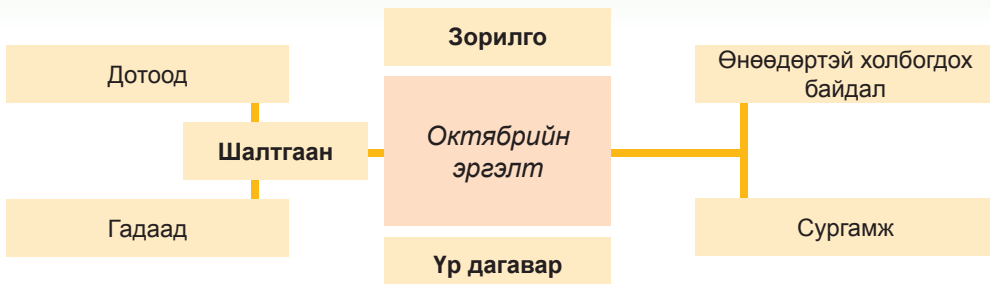 Зорилго
Дотоод
Өнөөдөртэй холбогдох
байдал
Шалтгаан
Октябрийн
эргэлт
Гадаад
Сургамж
Үр дагавар